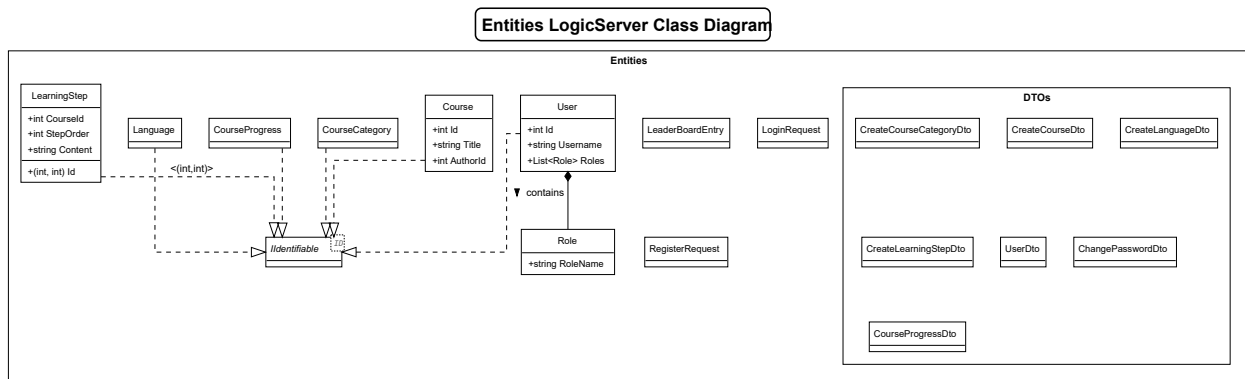 Entities LogicServer Class Diagram
Entities
LearningStep
+int CourseId
+int StepOrder
+string Content
+(int, int) Id
Language
CourseProgress
CourseCategory
Course
+int Id
+string Title
+int AuthorId
User
+int Id
+string Username
+List<Role> Roles
LeaderBoardEntry
LoginRequest
<(int,int)>
contains
IIdentifiable
ID
Role
+string RoleName
RegisterRequest
DTOs
CreateCourseCategoryDto
CreateCourseDto
CreateLanguageDto
CreateLearningStepDto
UserDto
ChangePasswordDto
CourseProgressDto